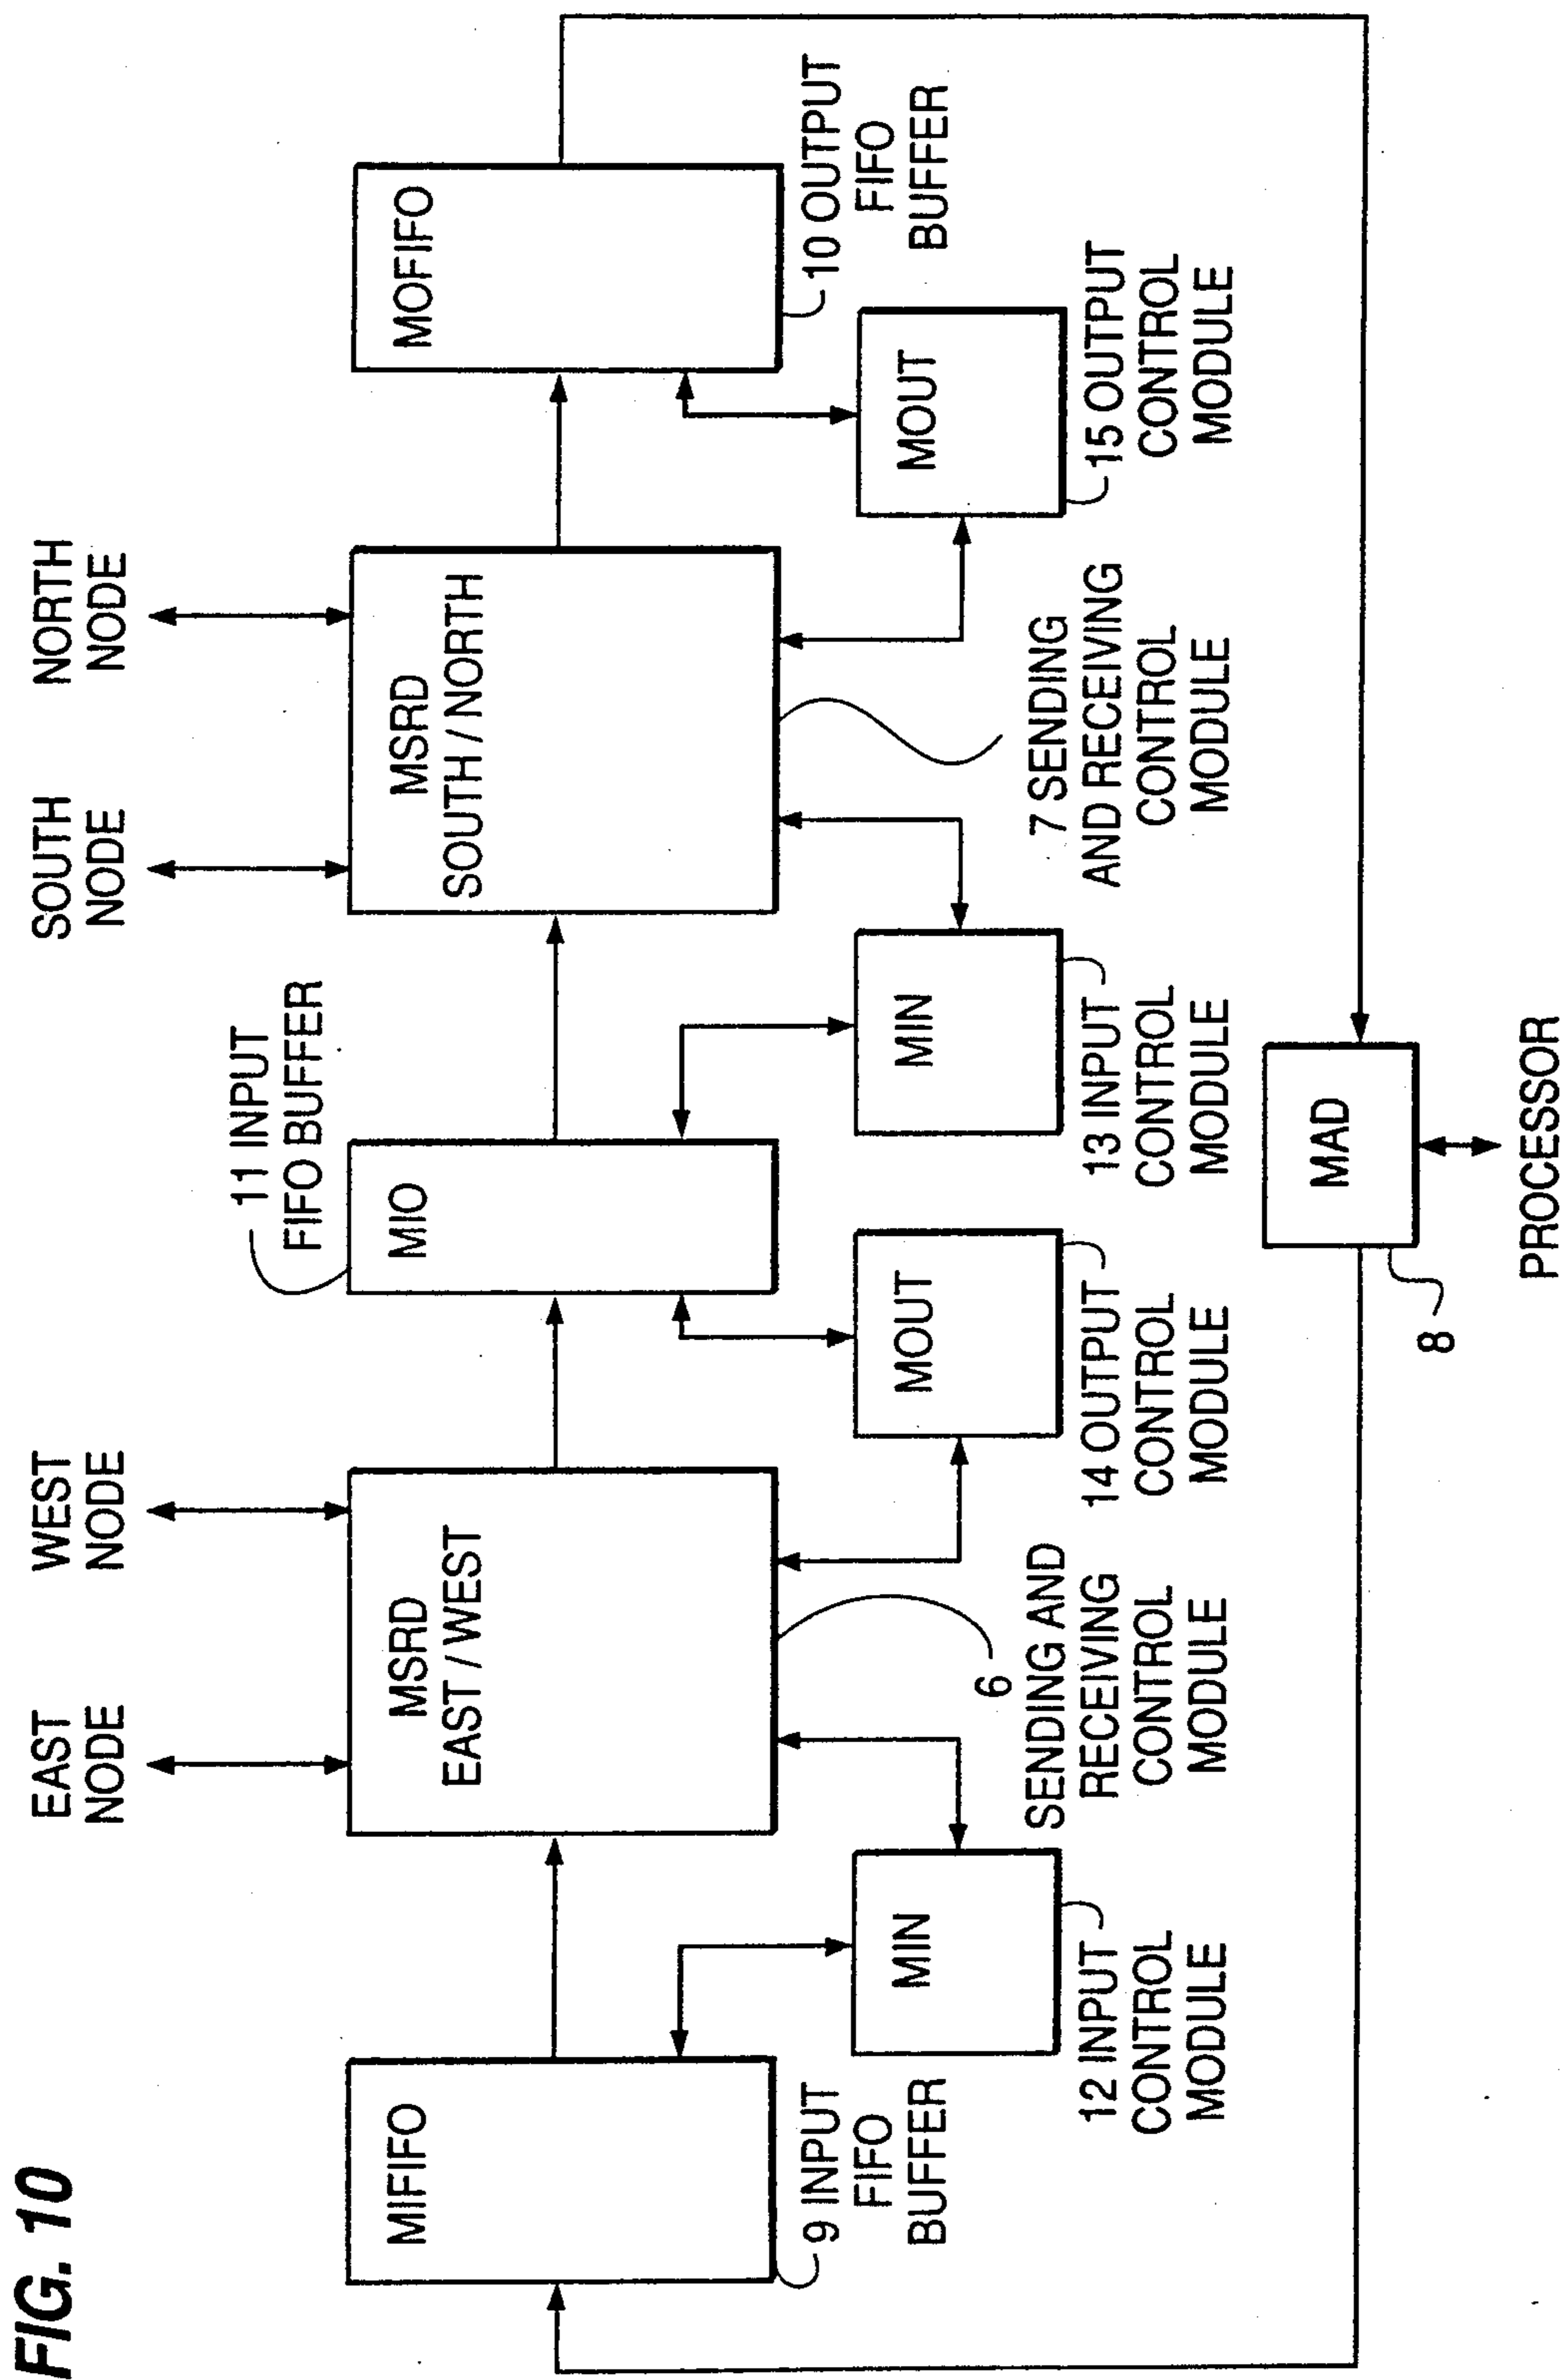 FIG. 10
EAST
NODE
WEST
NODE
SOUTH
NODE
NORTH
NODE
11 INPUT
FIFO BUFFER
MIFIFO
MSRD
EAST / WEST
MIO
MSRD
SOUTH / NORTH
MOFIFO
9 INPUT
FIFO
BUFFER
MIN
12 INPUT
CONTROL
MODULE
6
SENDING AND
RECEIVING
CONTROL
MODULE
MOUT
14 OUTPUT
CONTROL
MODULE
MIN
13 INPUT
CONTROL
MODULE
7 SENDING
AND RECEIVING
CONTROL
MODULE
MOUT
15 OUTPUT
CONTROL
MODULE
10 OUTPUT
FIFO
BUFFER
MAD
8
PROCESSOR